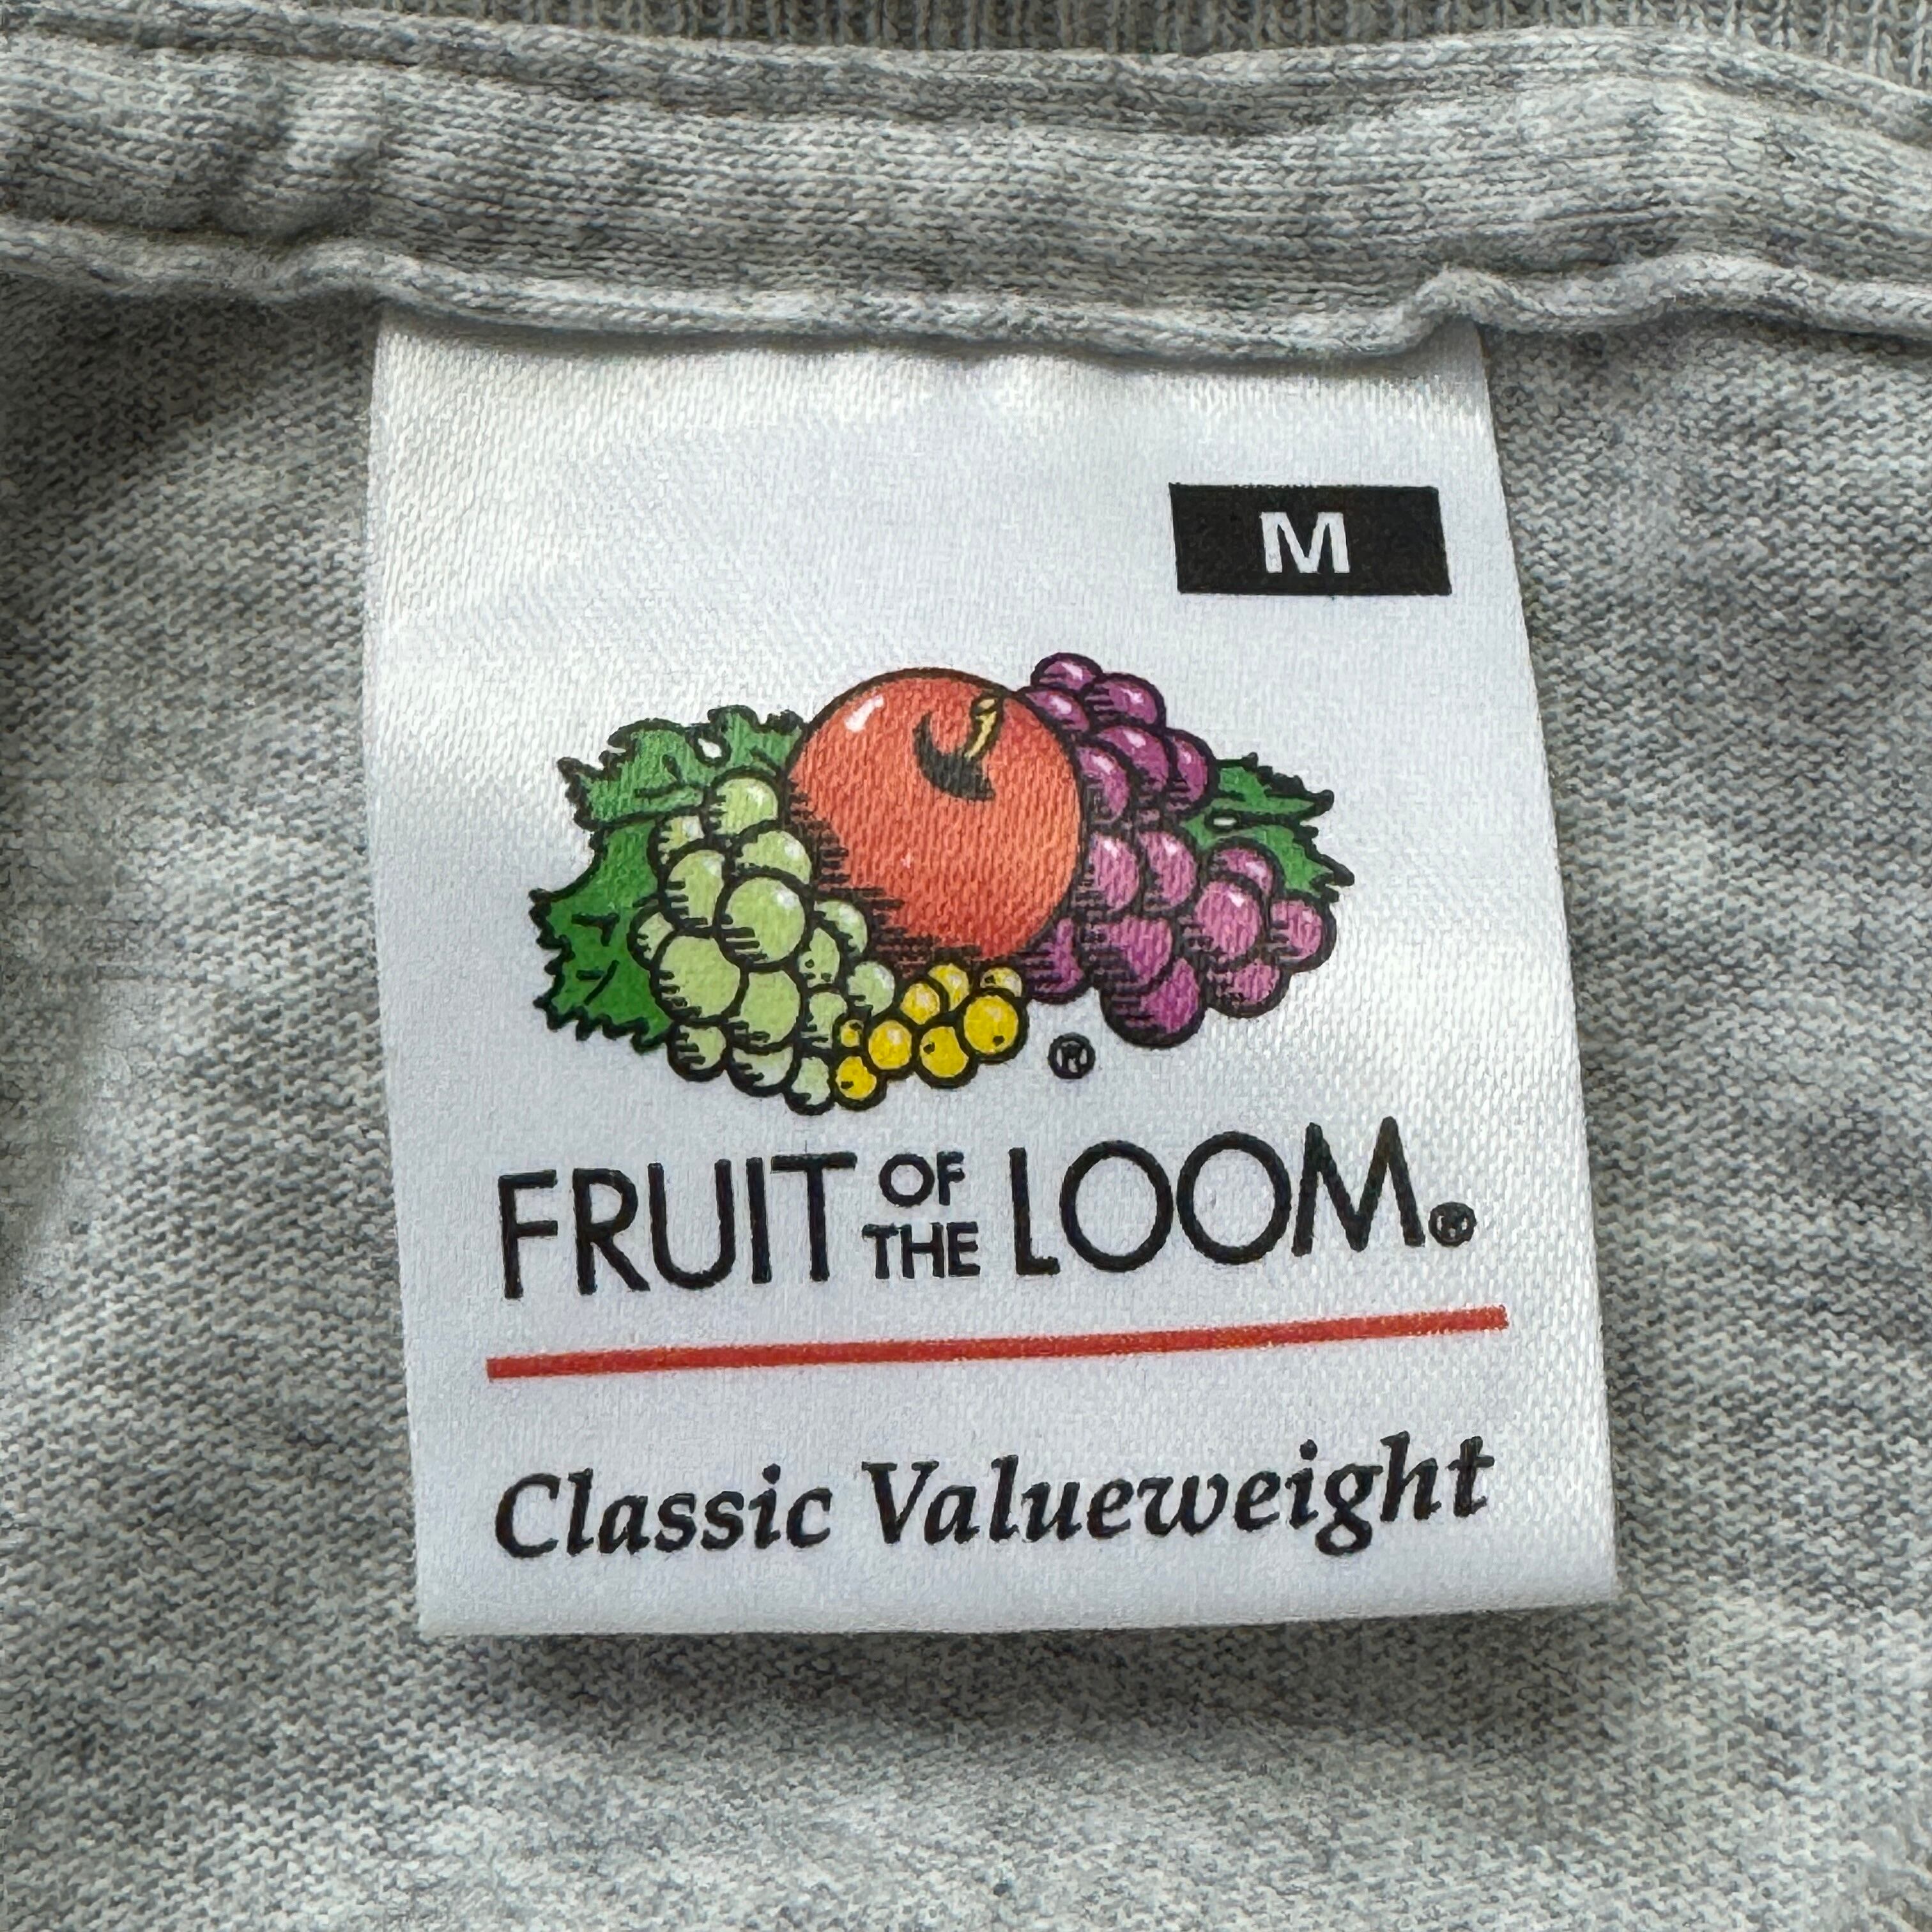 M
®
FRUIT OF THE LOOM®
Classic Valueweight